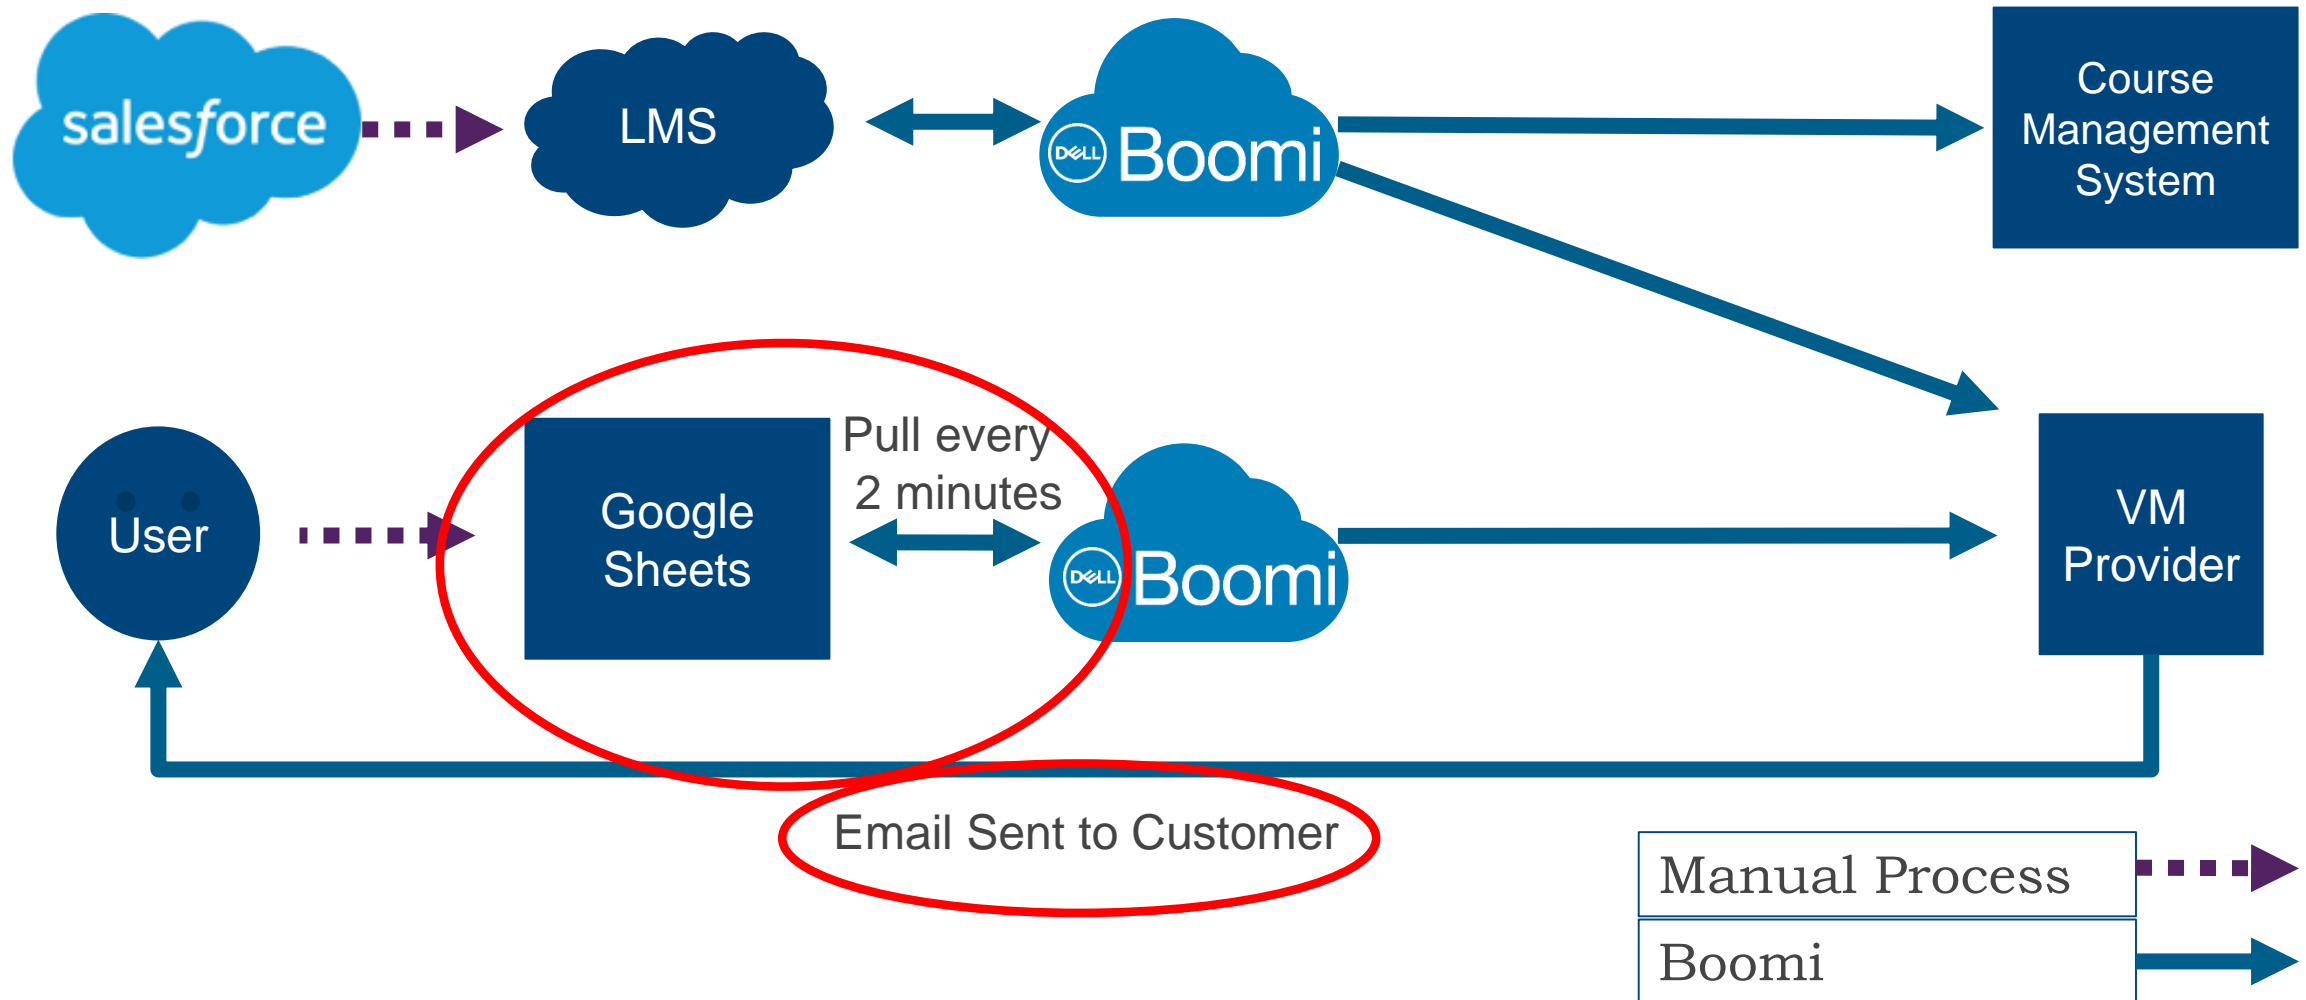 salesforce
LMS
DELL Boomi
Course
Management
System
User
Google
Sheets
Pull every
2 minutes
DELL Boomi
VM
Provider
Email Sent to Customer
Manual Process
Boomi